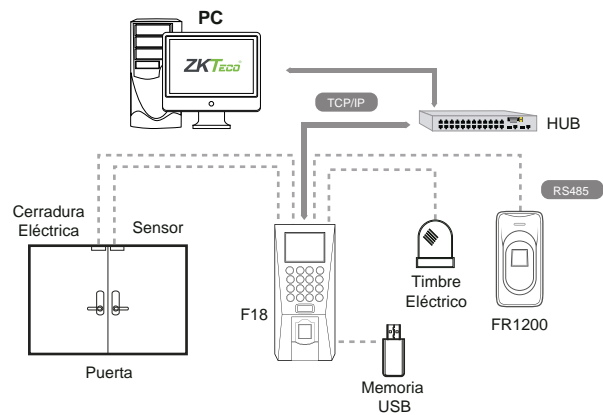 PC
ZKTeco
TCP/IP
HUB
RS485
Cerradura
Eléctrica
Sensor
Timbre
Eléctrico
F18
FR1200
Puerta
Memoria
USB